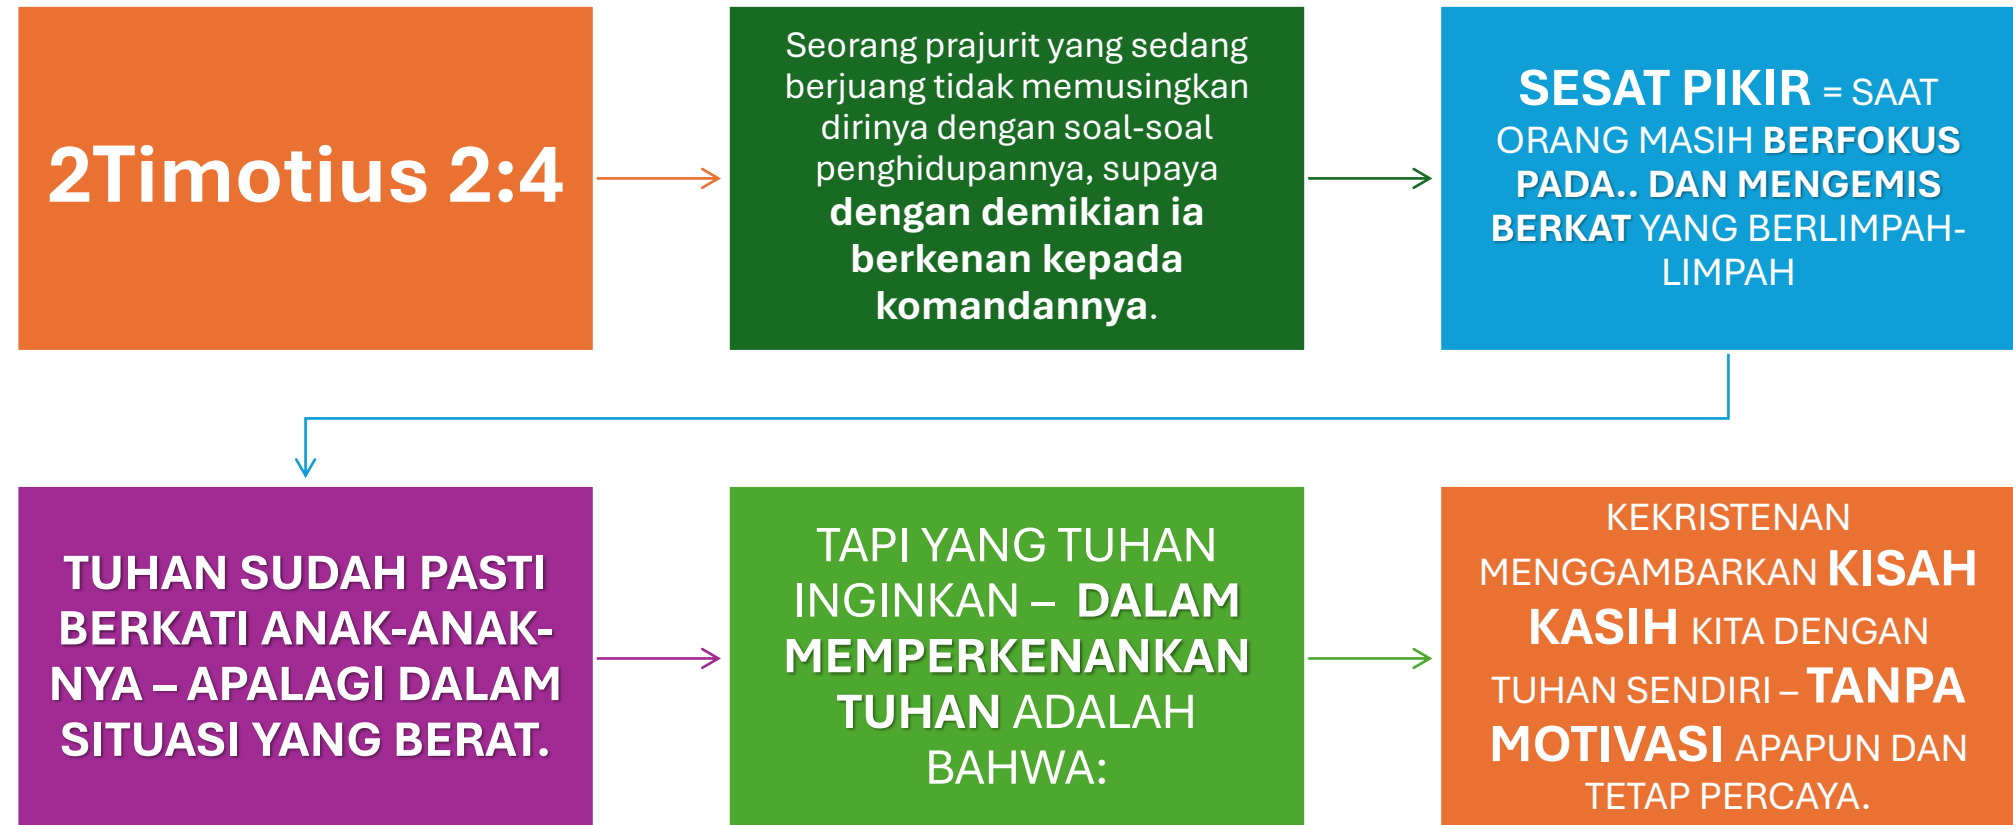 2Timotius 2:4
Seorang prajurit yang sedang
berjuang tidak memusingkan
dirinya dengan soal-soal
penghidupannya, supaya
dengan demikian ia
berkenan kepada
komandannya.
SESAT PIKIR = SAAT
ORANG MASIH BERFOKUS
PADA.. DAN MENGEMIS
BERKAT YANG BERLIMPAH-
LIMPAH
TUHAN SUDAH PASTI
BERKATI ANAK-ANAK-
NYA – APALAGI DALAM
SITUASI YANG BERAT.
TAPI YANG TUHAN
INGINKAN – DALAM
MEMPERKENANKAN
TUHAN ADALAH
BAHWA:
KEKRISTENAN
MENGGAMBARKAN KISAH
KASIH KITA DENGAN
TUHAN SENDIRI – TANPA
MOTIVASI APAPUN DAN
TETAP PERCAYA.